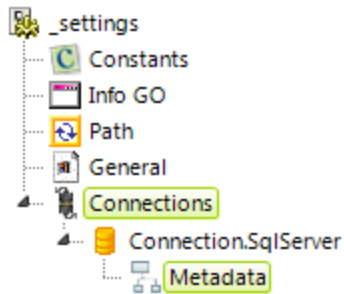 _settings
Constants
Info GO
Path
General
Connections
Connection.SqlServer
Metadata